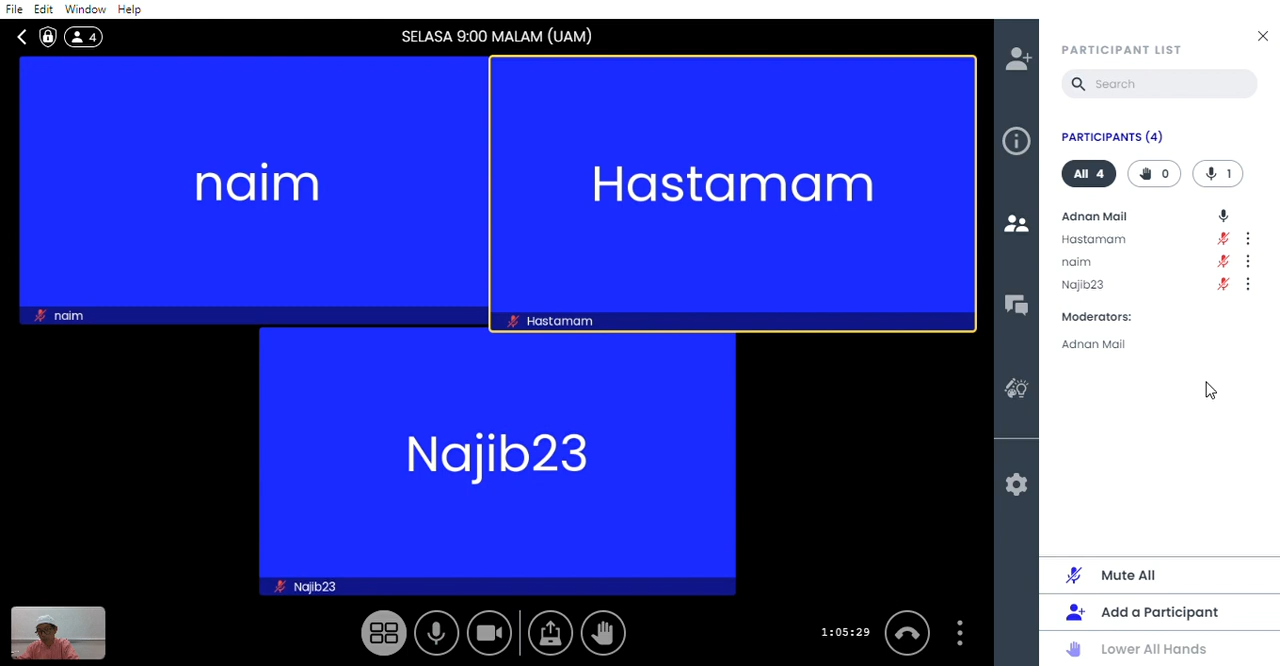 File Edit Window Help
4
SELASA 9:00 MALAM (UAM)
naim
naim
Hastamam
Hastamam
Najib23
Najib23
1:05:29
PARTICIPANT LIST
Search
PARTICIPANTS (4)
All 4 0 1
Adnan Mail
Hastamam
naim
Najib23
Moderators:
Adnan Mail
Mute All
Add a Participant
Lower All Hands